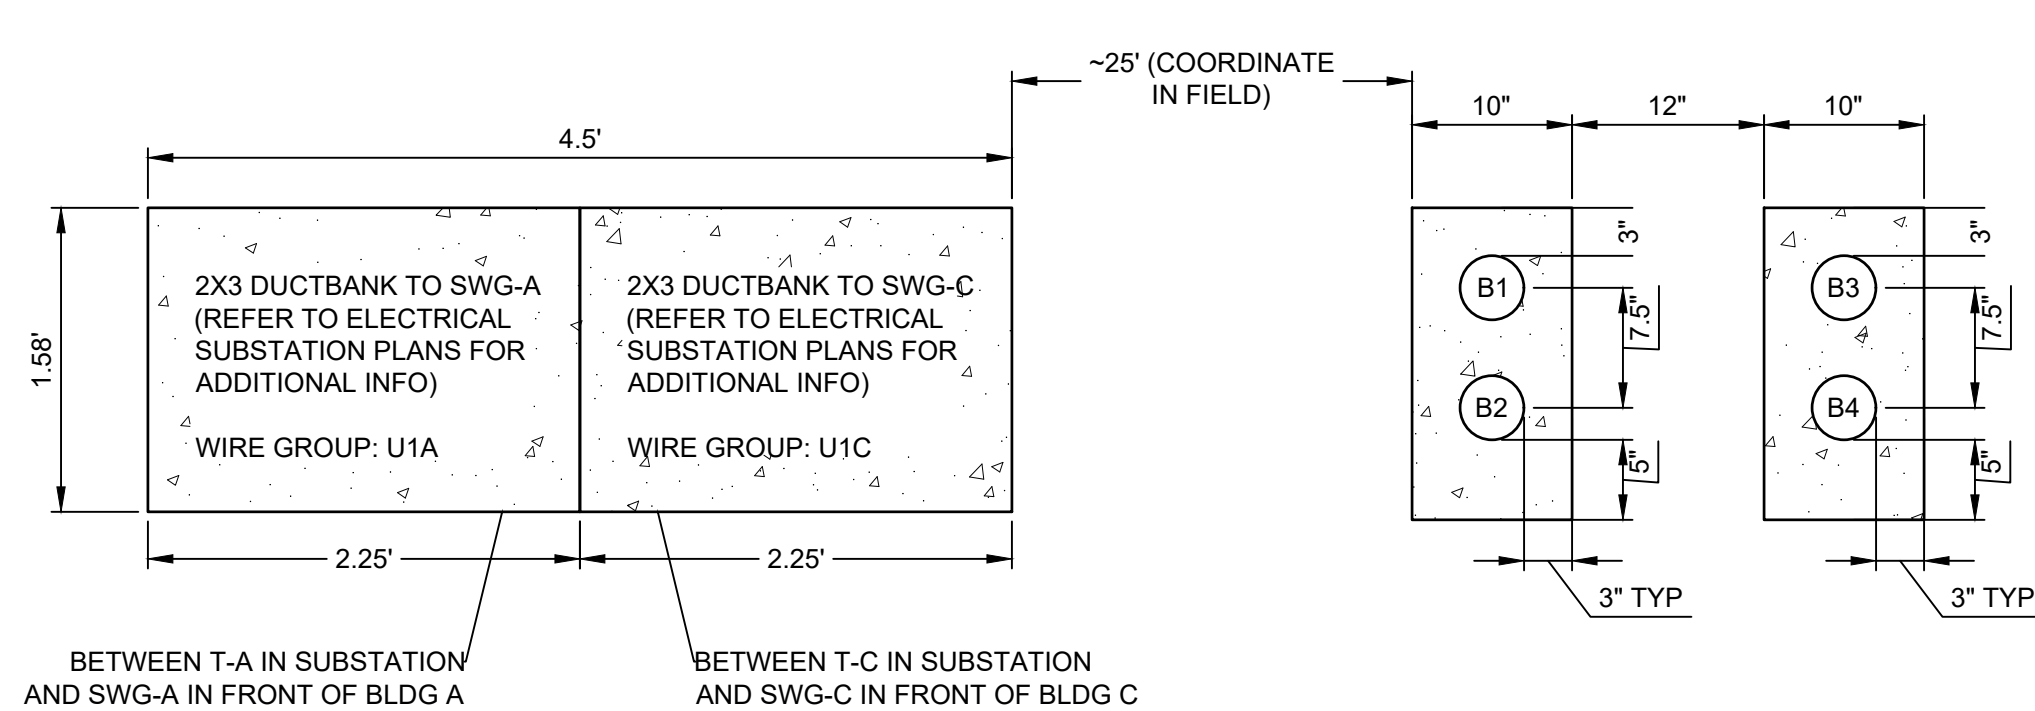 ~25' (COORDINATE
IN FIELD)
4.5'
10"
12"
10"
1.58'
2X3 DUCTBANK TO SWG-A
(REFER TO ELECTRICAL
SUBSTATION PLANS FOR
ADDITIONAL INFO)
WIRE GROUP: U1A
2X3 DUCTBANK TO SWG-C
(REFER TO ELECTRICAL
SUBSTATION PLANS FOR
ADDITIONAL INFO)
WIRE GROUP: U1C
B1
B2
3"
7.5"
5"
B3
B4
3"
7.5"
5"
2.25'
2.25'
3" TYP
3" TYP
BETWEEN T-A IN SUBSTATION
AND SWG-A IN FRONT OF BLDG A
BETWEEN T-C IN SUBSTATION
AND SWG-C IN FRONT OF BLDG C